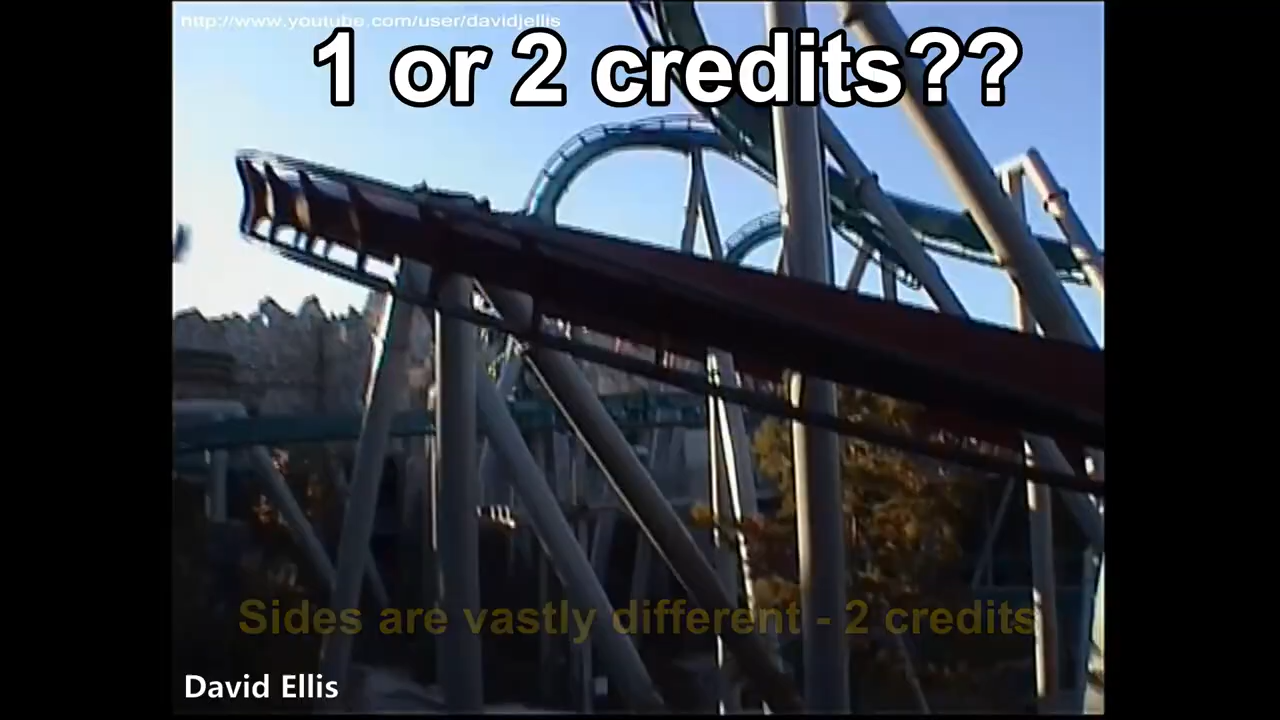 http://www.youtube.com/user/davidjellis
1 or 2 credits??
Sides are vastly different - 2 credits
David Ellis